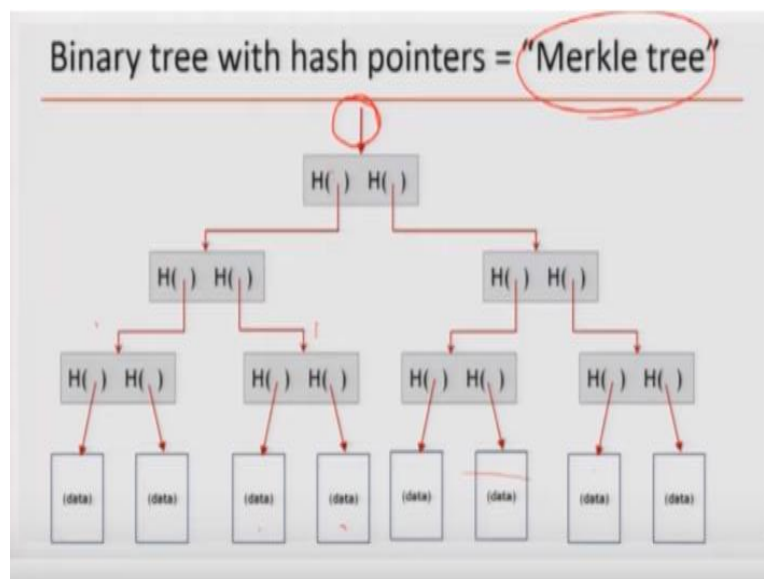 Binary tree with hash pointers = “Merkle tree”
H( ) H( )
H( ) H( )
H( ) H( )
H( ) H( )
H( ) H( )
H( ) H( )
H( ) H( )
(data)
(data)
(data)
(data)
(data)
(data)
(data)
(data)